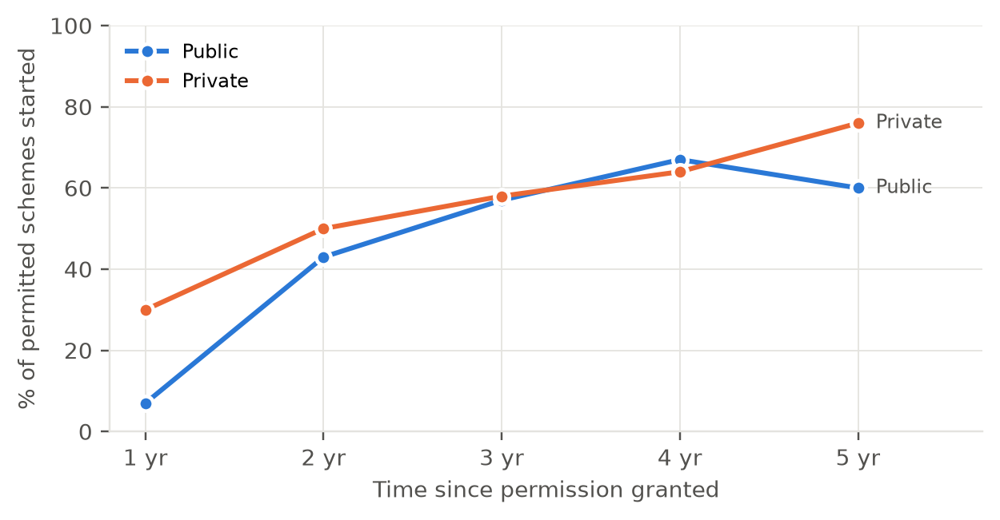 % of permitted schemes started
100
80
60
40
20
0
Public
Private
Private
Public
1 yr
2 yr
3 yr
4 yr
5 yr
Time since permission granted